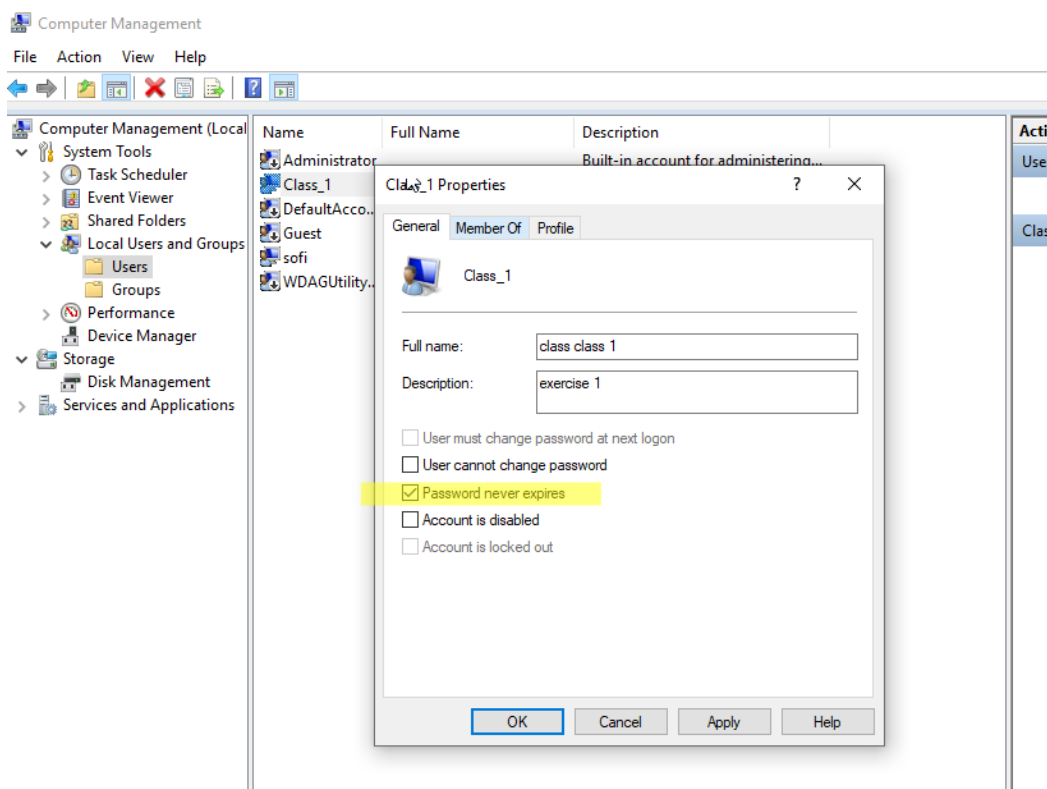 Computer Management
File Action View Help
Computer Management (Local
System Tools
Task Scheduler
Event Viewer
Shared Folders
Local Users and Groups
Users
Groups
Performance
Device Manager
Storage
Disk Management
Services and Applications
Name Full Name Description
Administrator Built-in account for administering...
Class_1
DefaultAcco...
Guest
sofi
WDAGUtility...
Acti
Use
Clas
_1 Properties ?
General Member Of Profile
Class_1
Full name: class class 1
Description: exercise 1
User must change password at next logon
User cannot change password
Password never expires
Account is disabled
Account is locked out
OK Cancel Apply Help